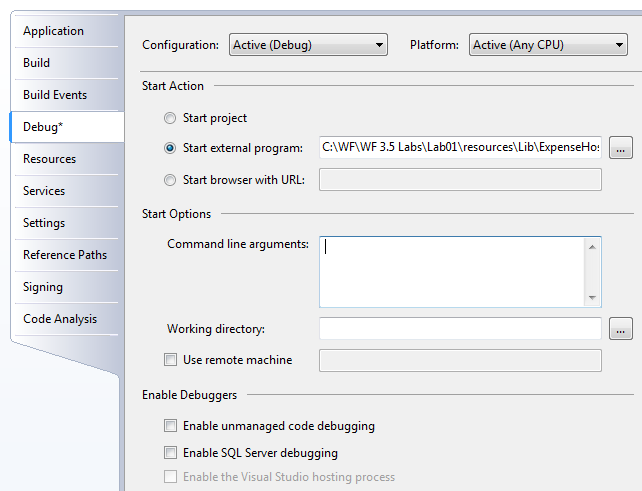 Application
Build
Build Events
Debug*
Resources
Services
Settings
Reference Paths
Signing
Code Analysis
Configuration: Active (Debug) Platform: Active (Any CPU)
Start Action
Start project
Start external program: C:\WF\WF 3.5 Labs\Lab01\resources\Lib\ExpenseHos ...
Start browser with URL:
Start Options
Command line arguments:
Working directory: ...
Use remote machine
Enable Debuggers
Enable unmanaged code debugging
Enable SQL Server debugging
Enable the Visual Studio hosting process